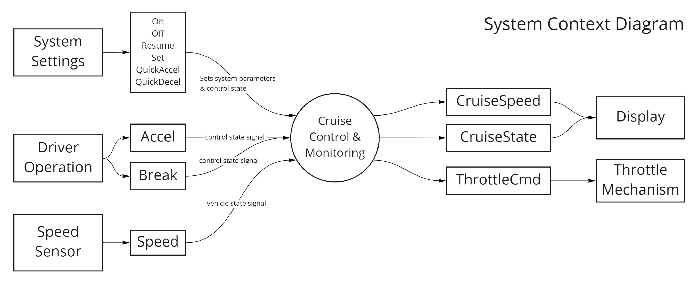 System Context Diagram
System
Settings
On
Off
Resume
Set
QuickAccel
QuickDecel
Sets system parameters
& control state
Driver
Operation
Accel
control state signal
Break
control state signal
Speed
Sensor
Speed
Vehicle state signal
Cruise
Control &
Monitoring
CruiseSpeed
CruiseState
Display
ThrottleCmd
Throttle
Mechanism